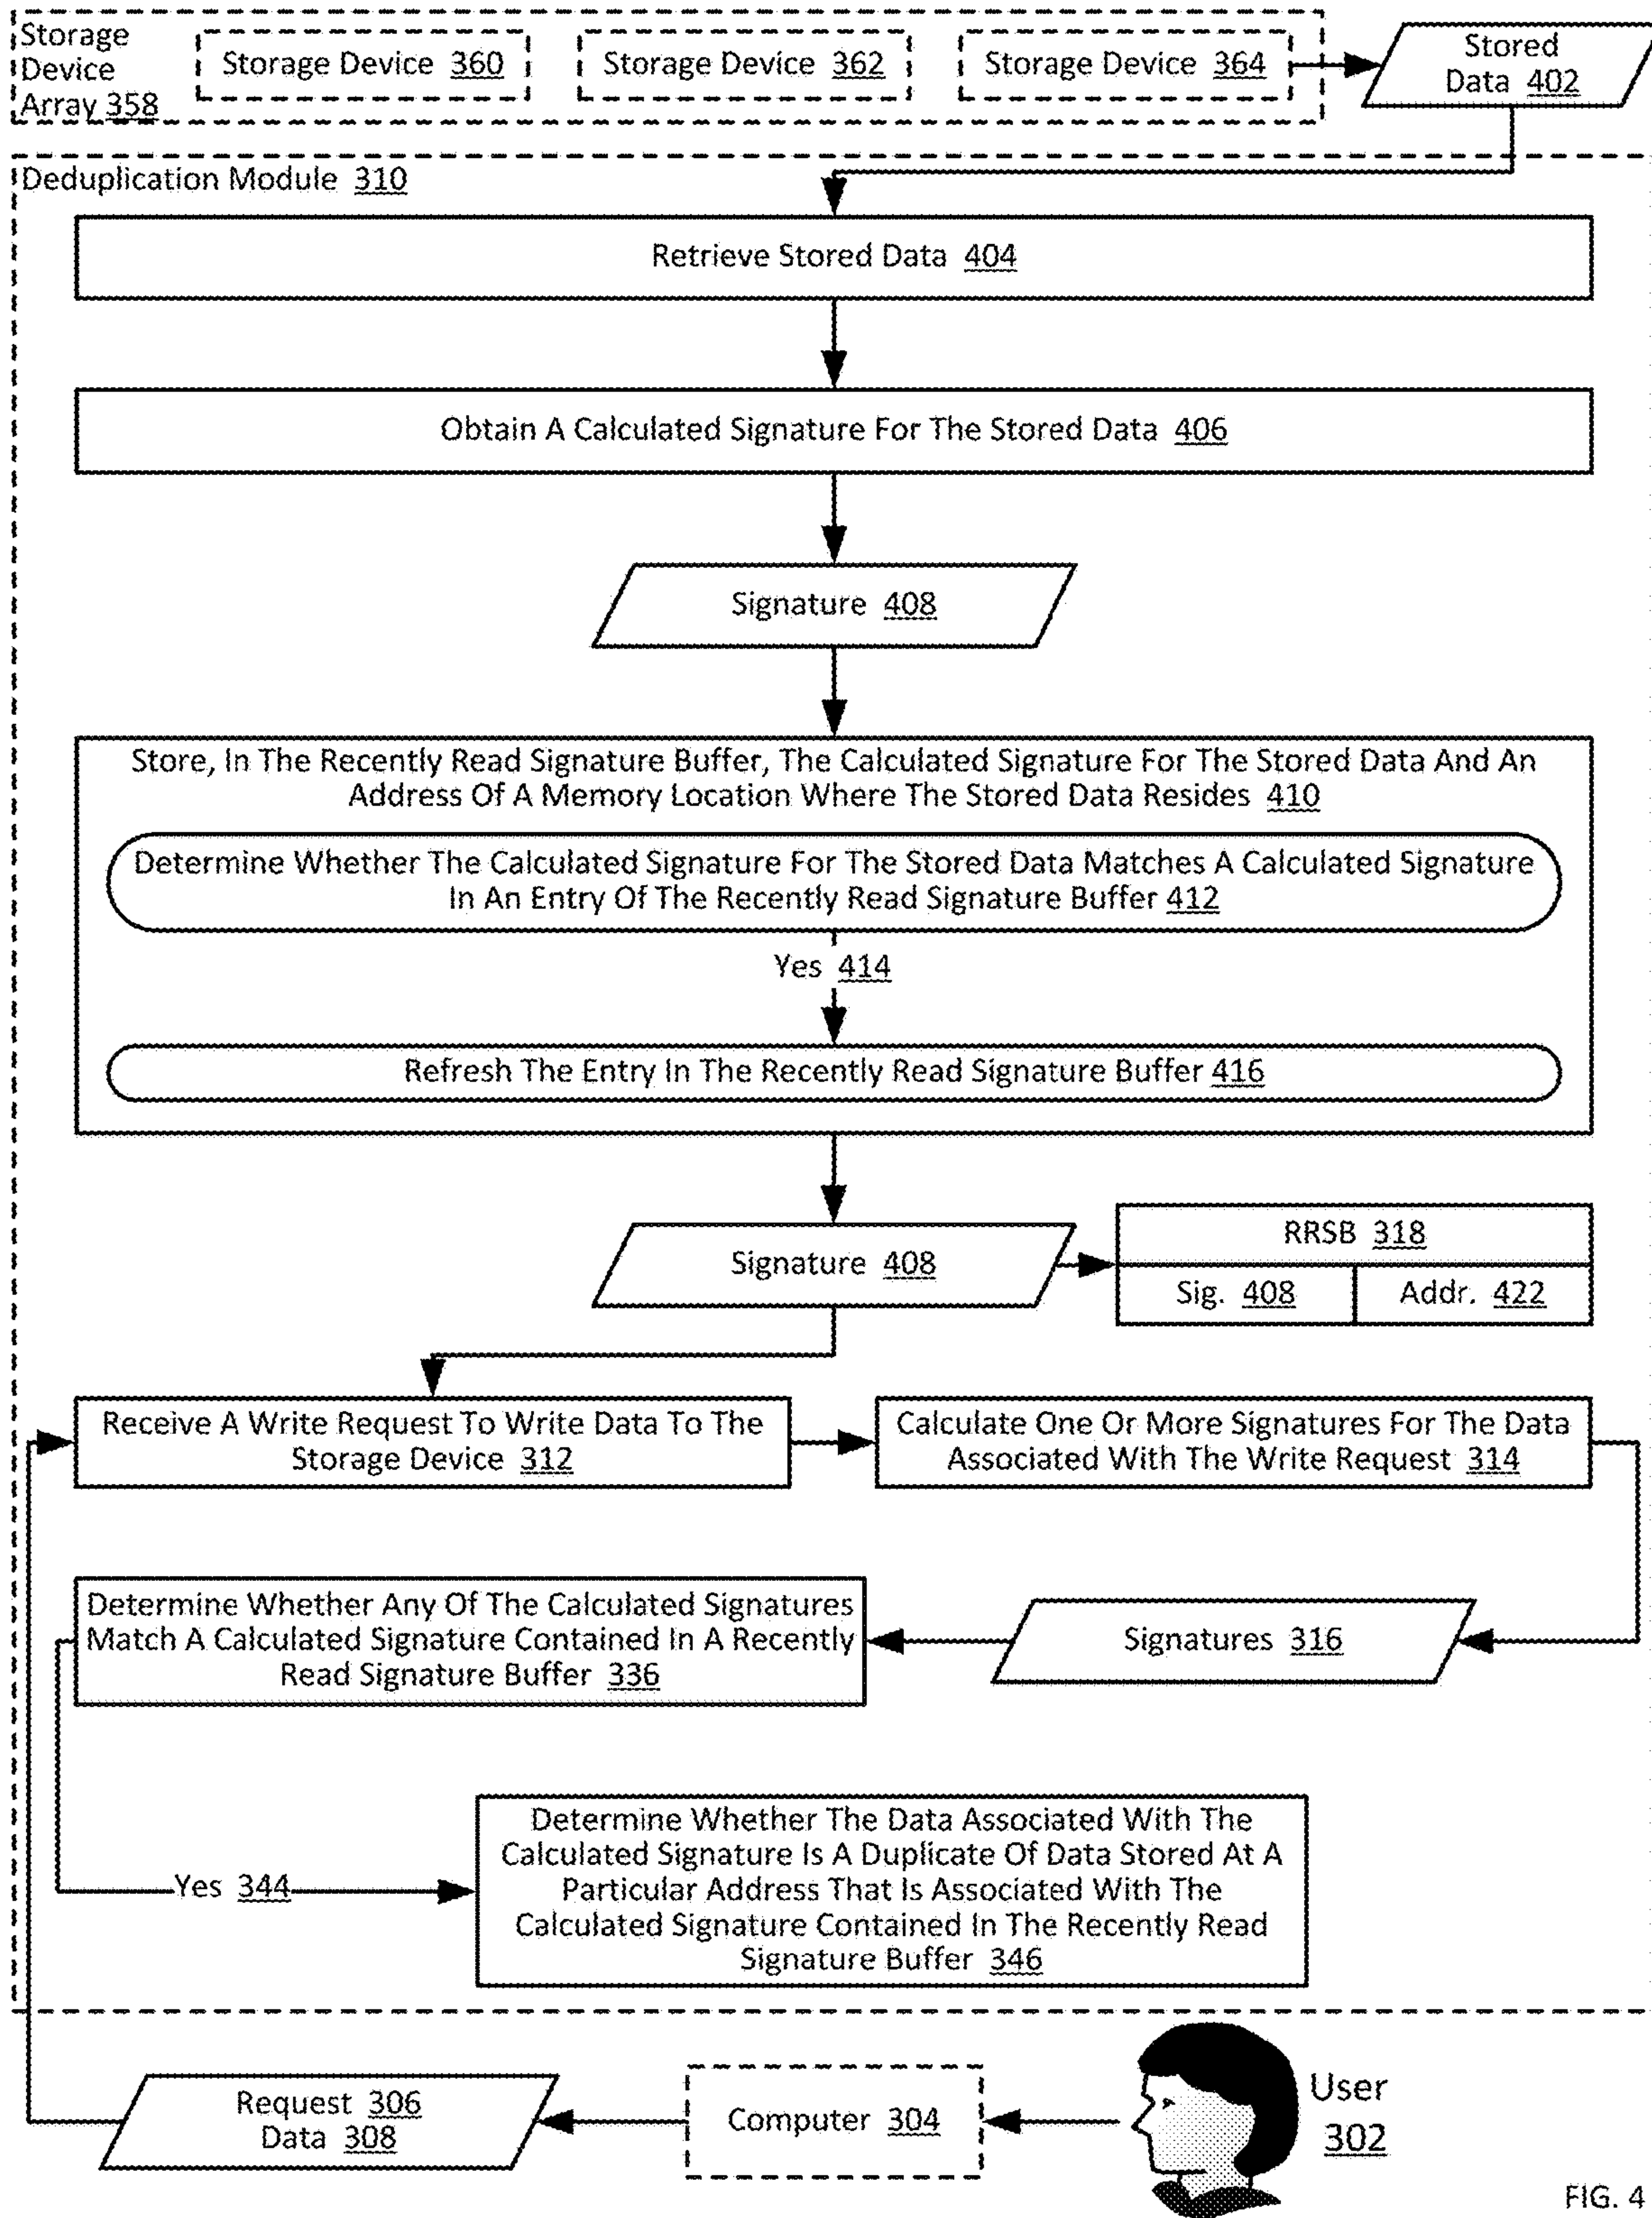 Storage
Device
Array 358
Storage Device 360
Storage Device 362
Storage Device 364
Stored
Data 402
Deduplication Module 310
Retrieve Stored Data 404
Obtain A Calculated Signature For The Stored Data 406
Signature 408
Store, In The Recently Read Signature Buffer, The Calculated Signature For The Stored Data And An
Address Of A Memory Location Where The Stored Data Resides 410
Determine Whether The Calculated Signature For The Stored Data Matches A Calculated Signature
In An Entry Of The Recently Read Signature Buffer 412
Yes 414
Refresh The Entry In The Recently Read Signature Buffer 416
Signature 408
RRSB 318
Sig. 408
Addr. 422
Receive A Write Request To Write Data To The
Storage Device 312
Calculate One Or More Signatures For The Data
Associated With The Write Request 314
Determine Whether Any Of The Calculated Signatures
Match A Calculated Signature Contained In A Recently
Read Signature Buffer 336
Signatures 316
Yes 344
Determine Whether The Data Associated With The
Calculated Signature Is A Duplicate Of Data Stored At A
Particular Address That Is Associated With The
Calculated Signature Contained In The Recently Read
Signature Buffer 346
Request 306
Data 308
Computer 304
User
302
FIG. 4